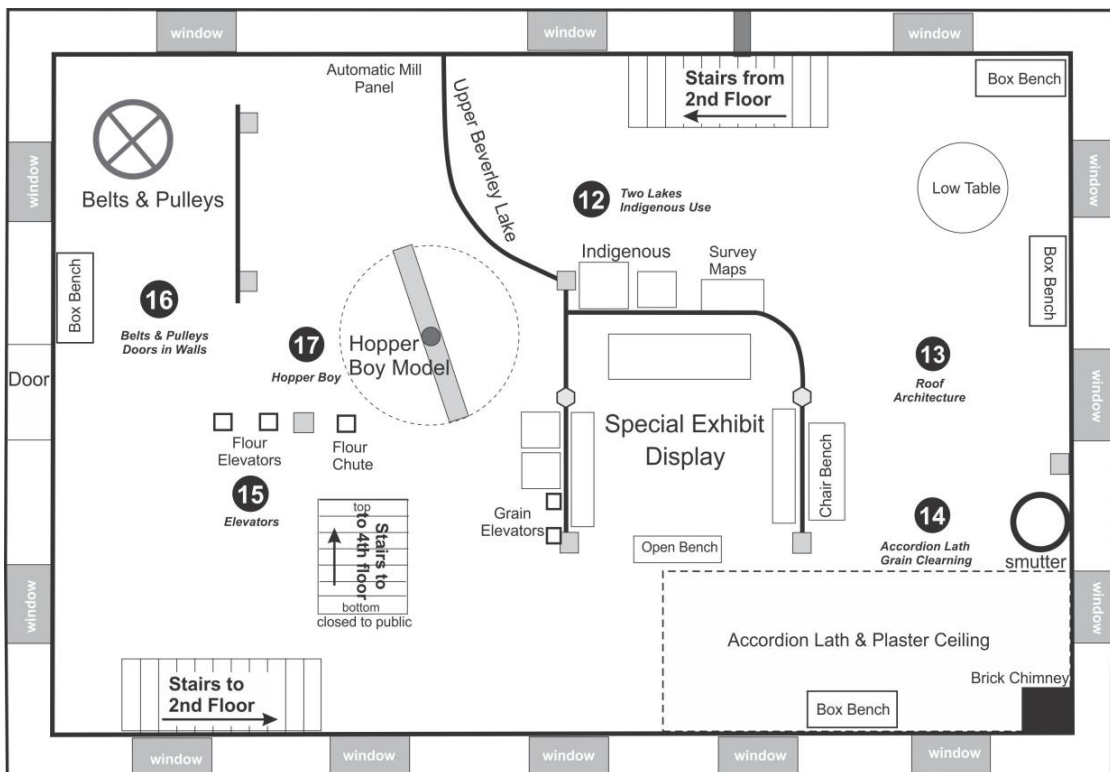 window
window
window
Automatic Mill
Panel
Upper Beverley Lake
Stairs from
2nd Floor
Box Bench
window
Belts & Pulleys
12
Two Lakes
Indigenous Use
Low Table
window
Indigenous
Survey
Maps
Box Bench
Box Bench
16
Belts & Pulleys
Doors in Walls
17
Hopper Boy
Hopper
Boy Model
13
Roof
Architecture
window
Door
Flour
Elevators
Flour
Chute
Special Exhibit
Display
Chair Bench
15
Elevators
top
Stairs to
to 4th floor
bottom
closed to public
Grain
Elevators
Open Bench
14
Accordion Lath
Grain Clearning
smutter
window
window
Accordion Lath & Plaster Ceiling
Brick Chimney
Stairs to
2nd Floor
Box Bench
window
window
window
window
window